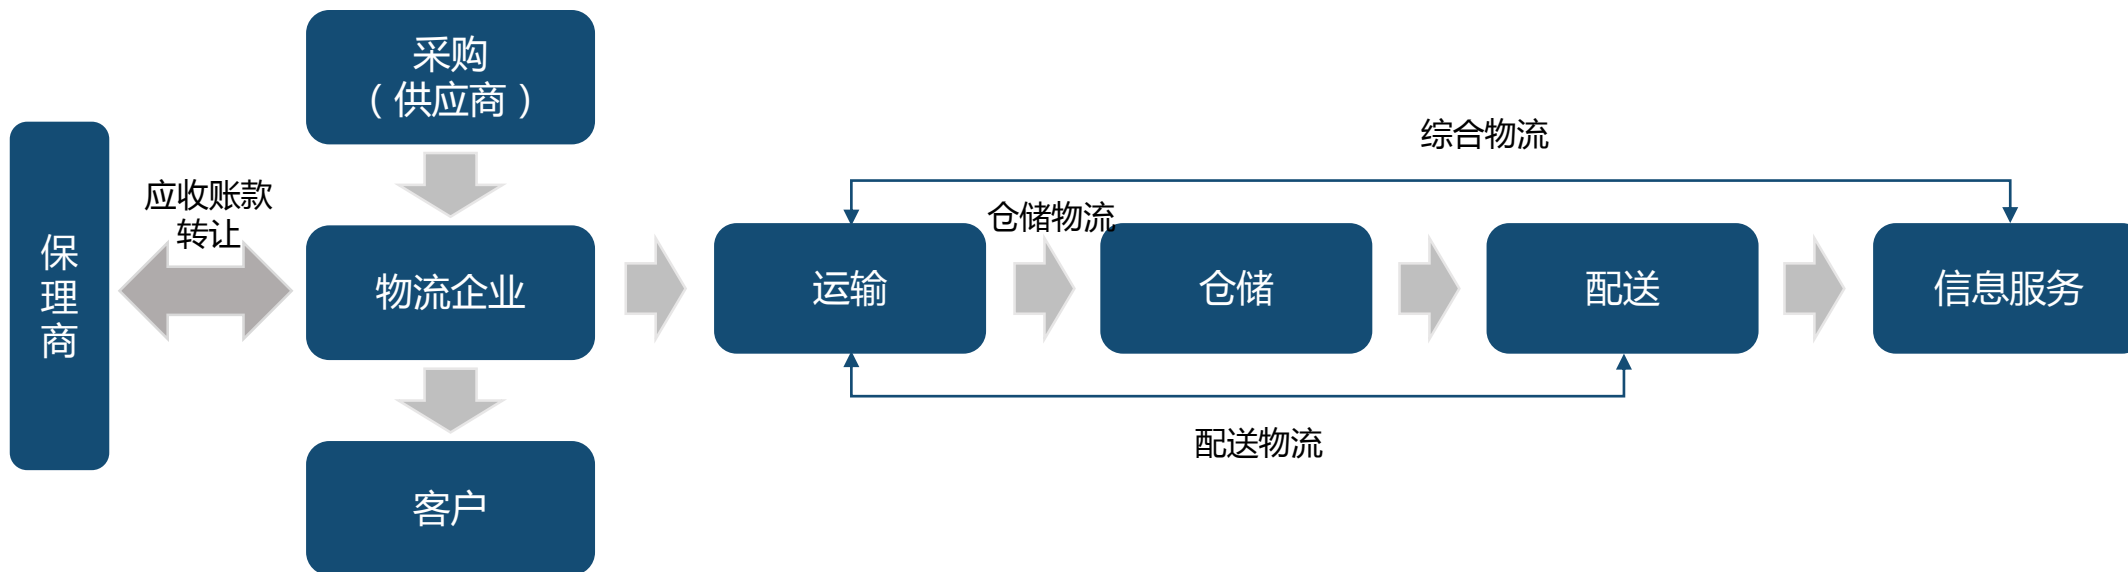 采购
（供应商）
保
理
商
应收账款
转让
物流企业
客户
综合物流
仓储物流
运输
仓储
配送
信息服务
配送物流